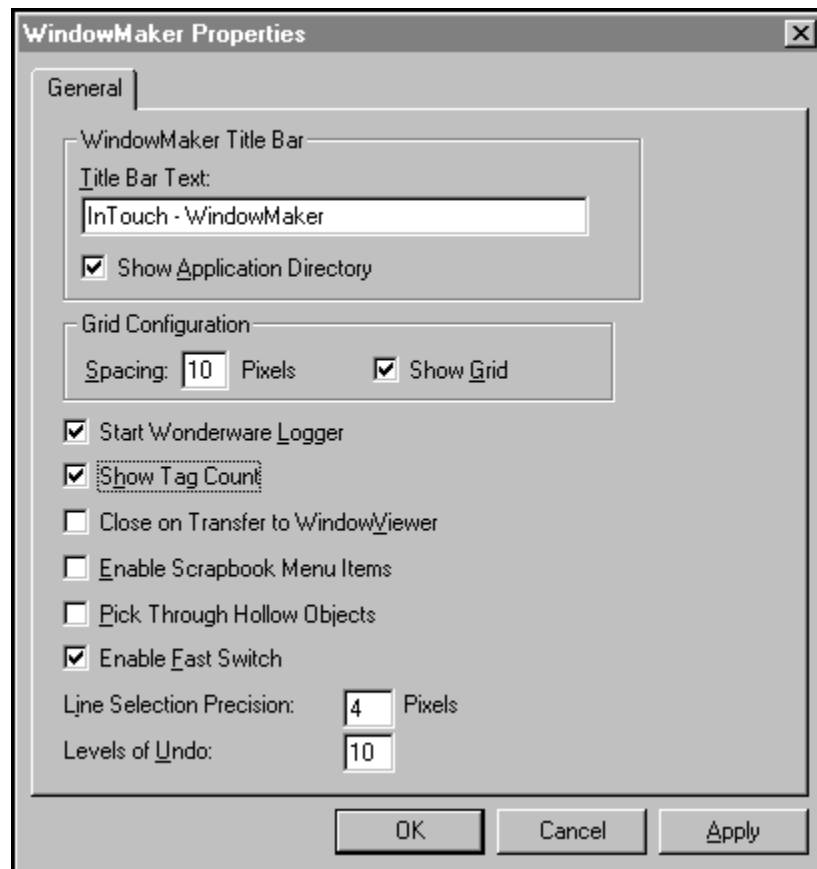 WindowMaker Properties
General
WindowMaker Title Bar
Title Bar Text:
InTouch - WindowMaker
Show Application Directory
Grid Configuration
Spacing: 10 Pixels Show Grid
Start Wonderware Logger
Show Tag Count
Close on Transfer to WindowViewer
Enable Scrapbook Menu Items
Pick Through Hollow Objects
Enable Fast Switch
Line Selection Precision: 4 Pixels
Levels of Undo: 10
OK Cancel Apply